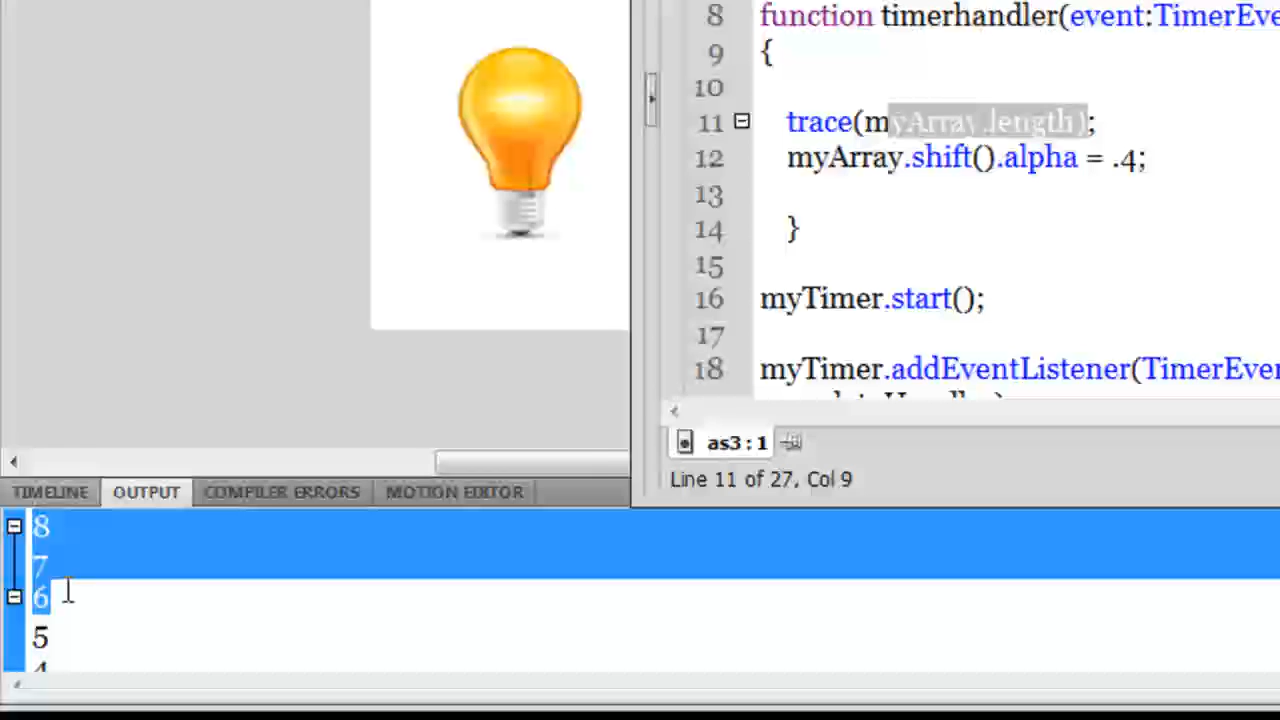 8 function timerhandler(event:TimerEve
9 {
10
11 trace(myArray.length);
12 myArray.shift().alpha = .4;
13
14 }
15
16 myTimer.start();
17
18 myTimer.addEventListener(TimerEven
as3:1
Line 11 of 27, Col 9
TIMELINE OUTPUT COMPILER ERRORS MOTION EDITOR
8
7
6
5
4